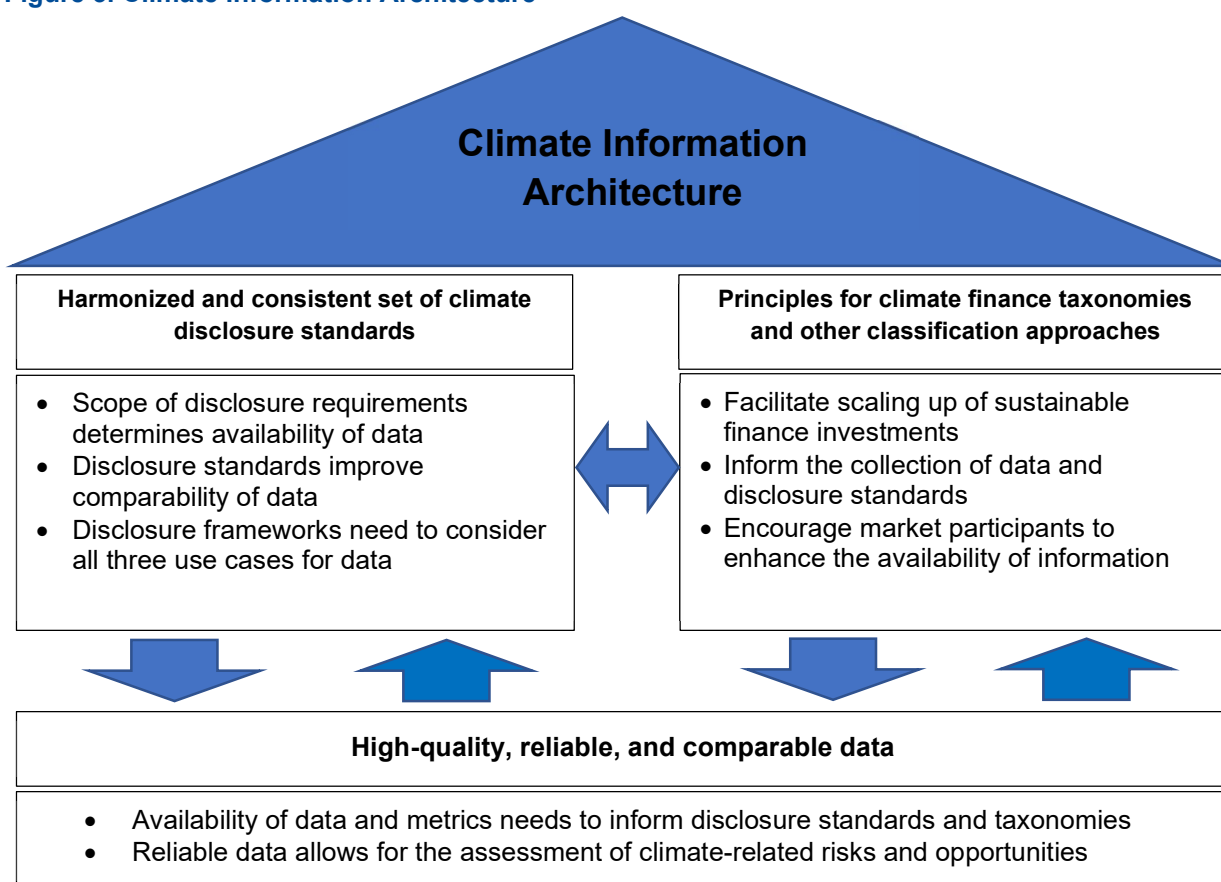 Climate Information
Architecture
Harmonized and consistent set of climate
disclosure standards
• Scope of disclosure requirements
determines availability of data
• Disclosure standards improve
comparability of data
• Disclosure frameworks need to consider
all three use cases for data
Principles for climate finance taxonomies
and other classification approaches
• Facilitate scaling up of sustainable
finance investments
• Inform the collection of data and
disclosure standards
• Encourage market participants to
enhance the availability of information
High-quality, reliable, and comparable data
• Availability of data and metrics needs to inform disclosure standards and taxonomies
• Reliable data allows for the assessment of climate-related risks and opportunities